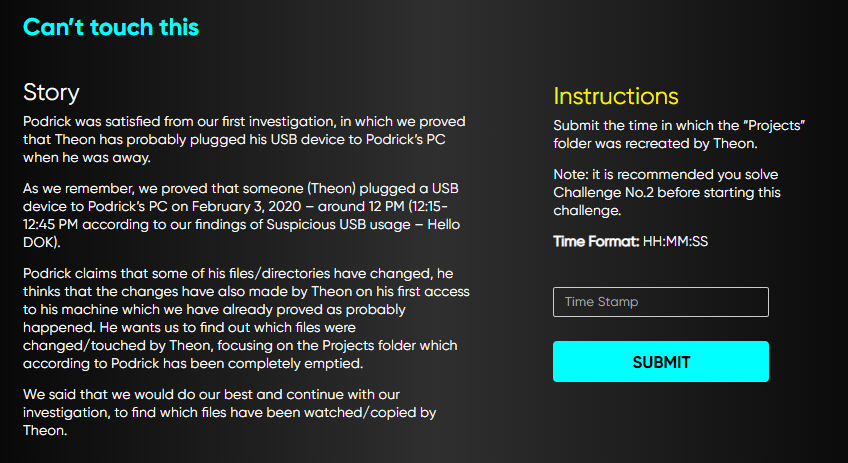 Can't touch this
Story
Podrick was satisfied from our first investigation, in which we proved
that Theon has probably plugged his USB device to Podrick's PC
when he was away.
As we remember, we proved that someone (Theon) plugged a USB
device to Podrick's PC on February 3, 2020 – around 12 PM (12:15-
12:45 PM according to our findings of Suspicious USB usage – Hello
DOK).
Podrick claims that some of his files/directories have changed, he
thinks that the changes have also made by Theon on his first access
to his machine which we have already proved as probably
happened. He wants us to find out which files were
changed/touched by Theon, focusing on the Projects folder which
according to Podrick has been completely emptied.
We said that we would do our best and continue with our
investigation, to find which files have been watched/copied by
Theon.
Instructions
Submit the time in which the "Projects"
folder was recreated by Theon.
Note: it is recommended you solve
Challenge No.2 before starting this
challenge.
Time Format: HH:MM:SS
Time Stamp
SUBMIT